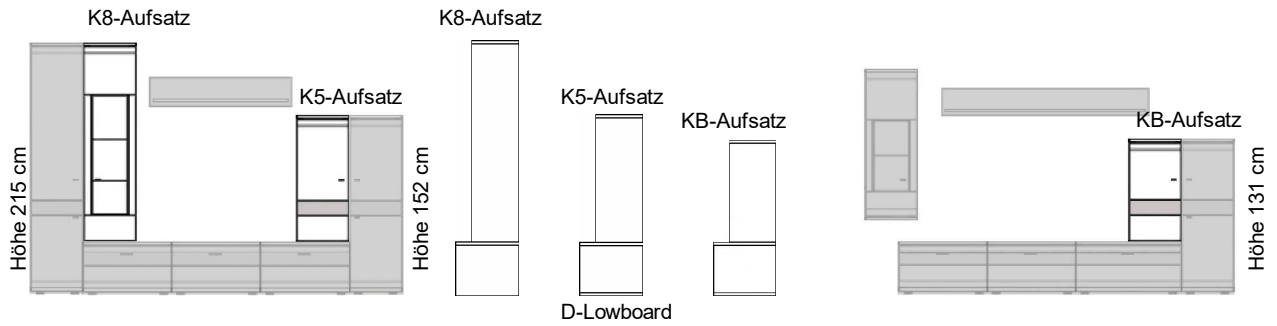 K8-Aufsatz
K8-Aufsatz
K5-Aufsatz
K5-Aufsatz
KB-Aufsatz
KB-Aufsatz
Höhe 215 cm
Höhe 152 cm
Höhe 131 cm
D-Lowboard